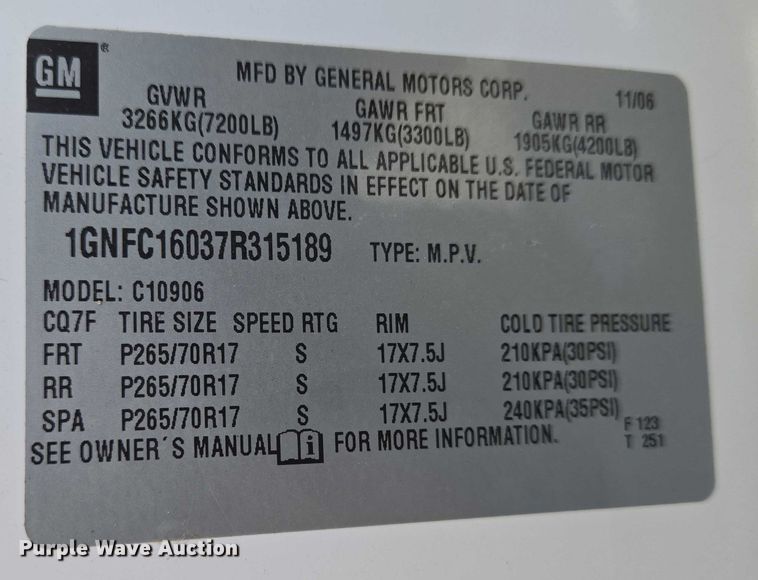 GM®
MFD BY GENERAL MOTORS CORP. 11/06
GVWR GAWR FRT GAWR RR
3266KG(7200LB) 1497KG(3300LB) 1905KG(4200LB)
THIS VEHICLE CONFORMS TO ALL APPLICABLE U.S. FEDERAL MOTOR
VEHICLE SAFETY STANDARDS IN EFFECT ON THE DATE OF
MANUFACTURE SHOWN ABOVE.
1GNFC16037R315189 TYPE: M.P.V.
MODEL: C10906
CQ7F TIRE SIZE SPEED RTG RIM COLD TIRE PRESSURE
FRT P265/70R17 S 17X7.5J 210KPA(30PSI)
RR P265/70R17 S 17X7.5J 210KPA(30PSI)
SPA P265/70R17 S 17X7.5J 240KPA(35PSI)
SEE OWNER´S MANUAL i FOR MORE INFORMATION.
F 123
T 251
Purple Wave Auction